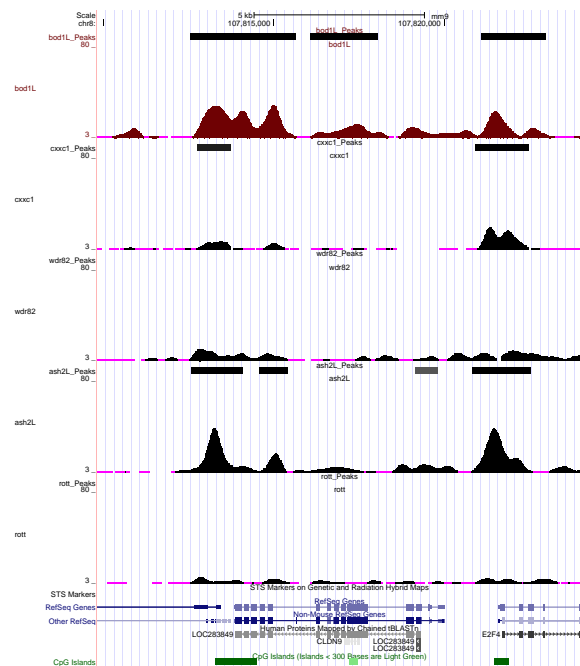 Scale 5 kb mm9
chr8: 107,815,000 107,820,000
bod1L_Peaks
bod1L_Peaks
80
bod1L
bod1L
3
cxxc1_Peaks
cxxc1_Peaks
80
cxxc1
cxxc1
3
wdr82_Peaks
wdr82_Peaks
80
wdr82
wdr82
3
ash2L_Peaks
ash2L_Peaks
80
ash2L
ash2L
3
rott_Peaks
rott_Peaks
80
rott
rott
3
STS Markers on Genetic and Radiation Hybrid Maps
STS Markers
RefSeq Genes
RefSeq Genes
Non-Mouse RefSeq Genes
Other RefSeq
Human Proteins Mapped by Chained tBLASTn
LOC283849 E2F4
CLDN9 LOC283849
LOC283849
CpG Islands (Islands < 300 Bases are Light Green)
CpG Islands